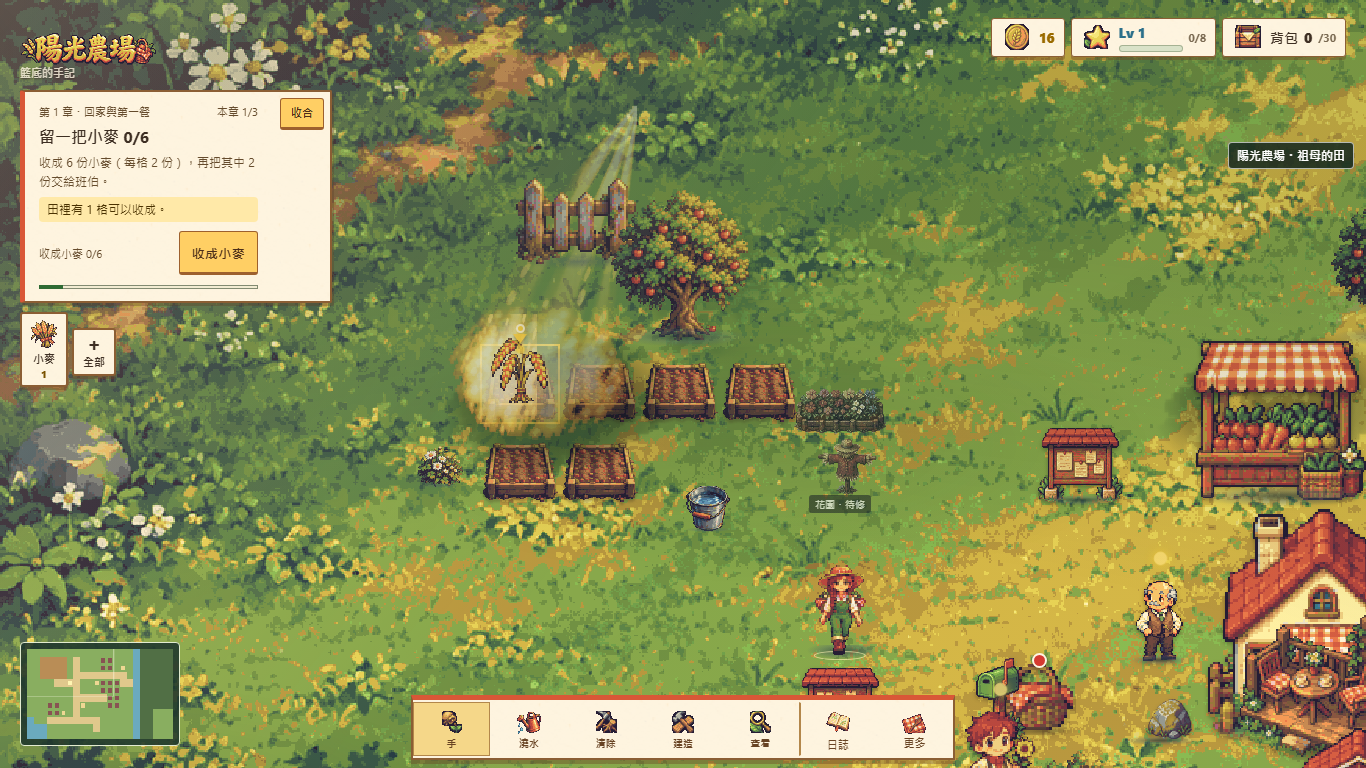 陽光農場
籃底的手記
第 1 章 · 回家與第一餐
本章 1/3
收合
留一把小麥 0/6
收成 6 份小麥（每格 2 份），再把其中 2
份交給班伯。
田裡有 1 格可以收成。
收成小麥 0/6
收成小麥
小麥
1
+
全部
16
Lv 1
0/8
背包 0 /30
陽光農場 · 祖母的田
花圃 · 待修
手
澆水
清除
建造
查看
日誌
更多